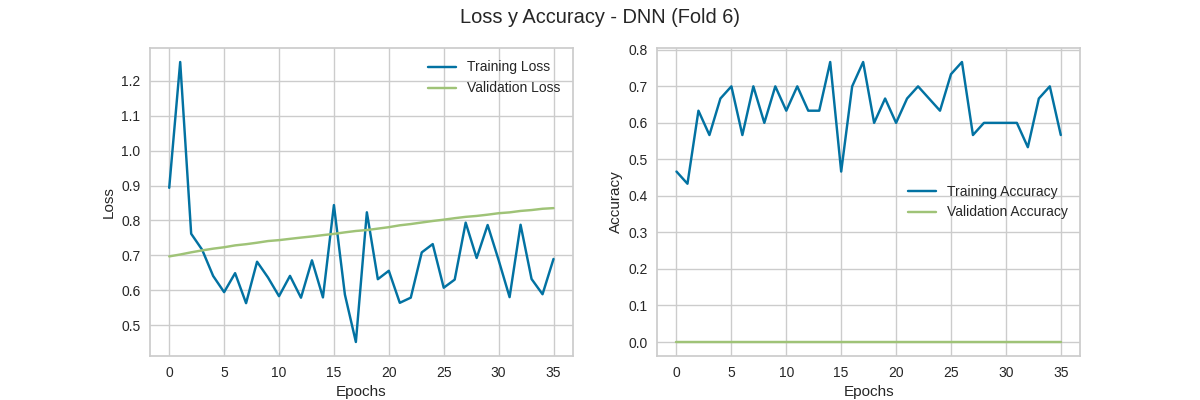 Loss y Accuracy - DNN (Fold 6)
Training Loss
Validation Loss
1.2
1.1
1.0
0.9
0.8
0.7
0.6
0.5
Loss
0 5 10 15 20 25 30 35
Epochs
Training Accuracy
Validation Accuracy
0.8
0.7
0.6
0.5
0.4
0.3
0.2
0.1
0.0
Accuracy
0 5 10 15 20 25 30 35
Epochs